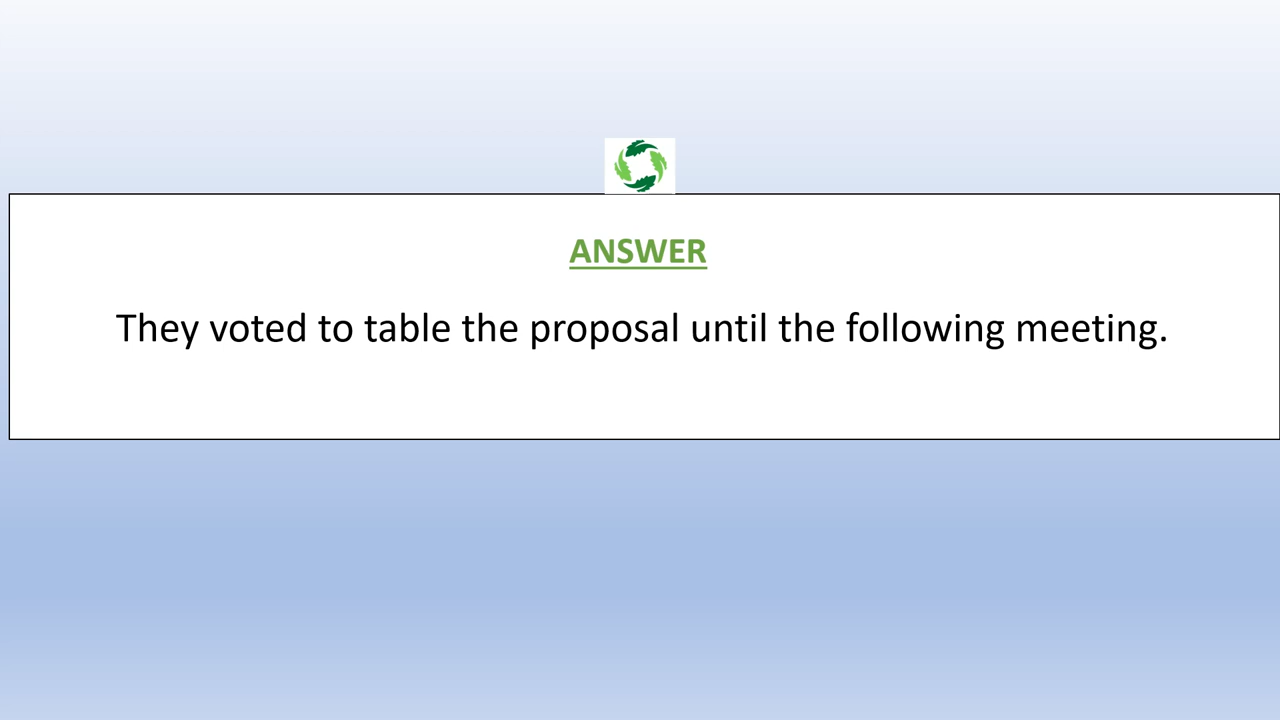 ANSWER
They voted to table the proposal until the following meeting.